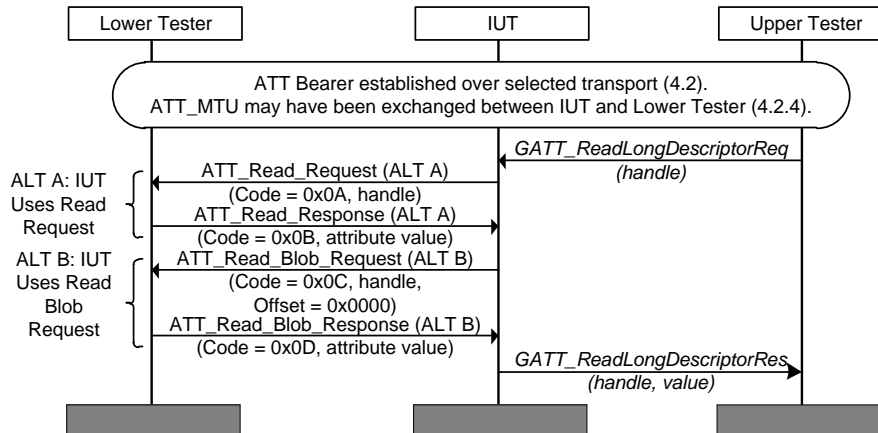 Lower Tester
IUT
Upper Tester
ATT Bearer established over selected transport (4.2).
ATT_MTU may have been exchanged between IUT and Lower Tester (4.2.4).
GATT_ReadLongDescriptorReq
(handle)
ALT A: IUT
Uses Read
Request
ATT_Read_Request (ALT A)
(Code = 0x0A, handle)
ATT_Read_Response (ALT A)
(Code = 0x0B, attribute value)
ALT B: IUT
Uses Read
Blob
Request
ATT_Read_Blob_Request (ALT B)
(Code = 0x0C, handle,
Offset = 0x0000)
ATT_Read_Blob_Response (ALT B)
(Code = 0x0D, attribute value)
GATT_ReadLongDescriptorRes
(handle, value)